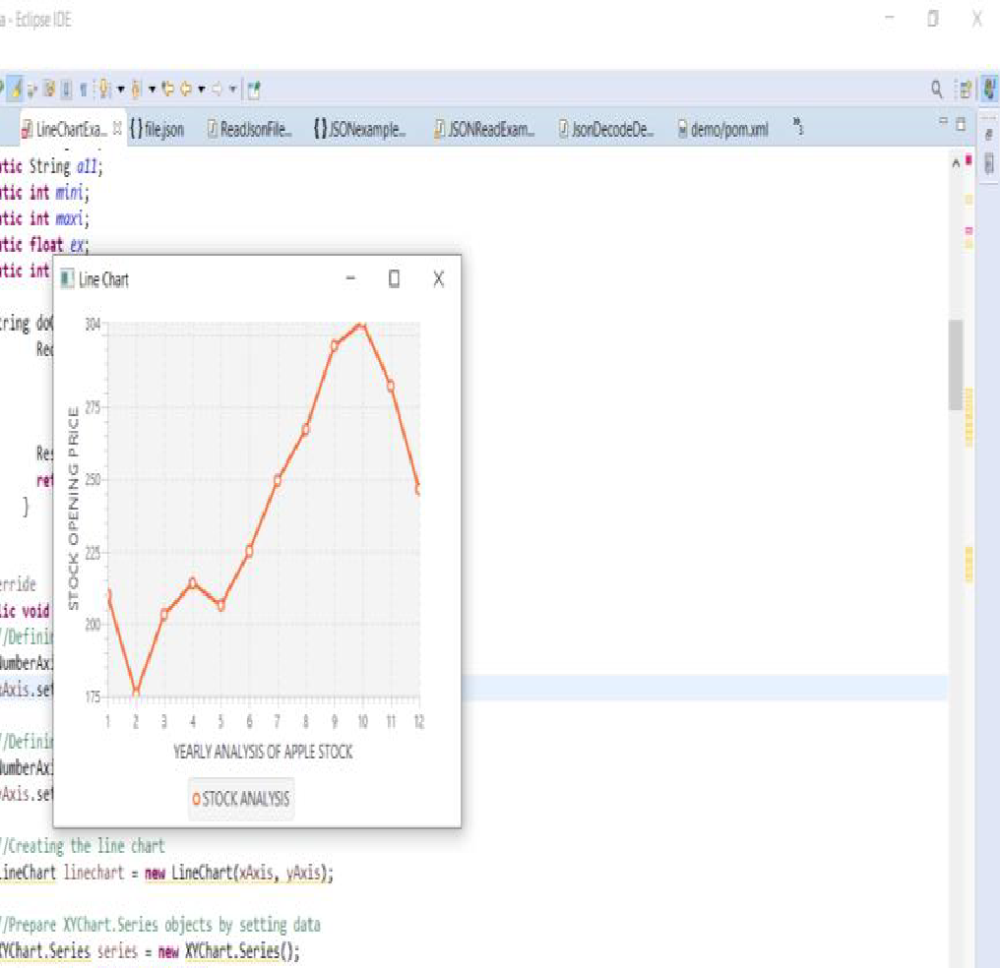 a - Eclipse IDE
LineChartExa... {} file.json ReadJsonFile... {} JSONexample... JSONReadExam... JsonDecodeDe... demo/pom.xml »3
tic String all;
tic int mini;
tic int maxi;
tic float ex;
tic int
Line Chart
tring do
Rec
Res
ret
}
erride
lic void
//Defini
NumberAxi
xAxis.set
//Defini
NumberAxi
yAxis.set
304
275
250
225
200
175
STOCK OPENING PRICE
1 2 3 4 5 6 7 8 9 10 11 12
YEARLY ANALYSIS OF APPLE STOCK
STOCK ANALYSIS
//Creating the line chart
LineChart linechart = new LineChart(xAxis, yAxis);
//Prepare XYChart.Series objects by setting data
XYChart.Series series = new XYChart.Series();